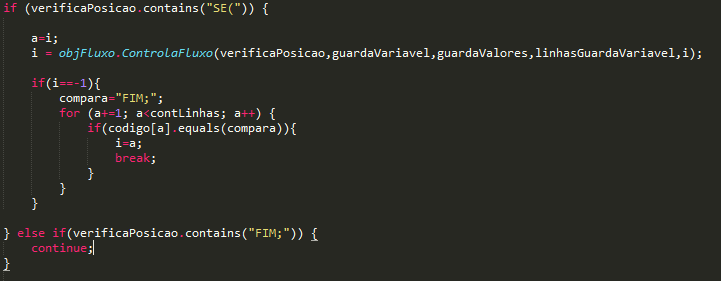 if (verificaPosicao.contains("SE(")) {
a=i;
i = objFluxo.ControlaFluxo(verificaPosicao,guardaVariavel,guardaValores,linhasGuardaVariavel,i);
if(i==-1){
compara="FIM;";
for (a+=1; a<contLinhas; a++) {
if(codigo[a].equals(compara)){
i=a;
break;
}
}
}
} else if(verificaPosicao.contains("FIM;")) {
continue;
}